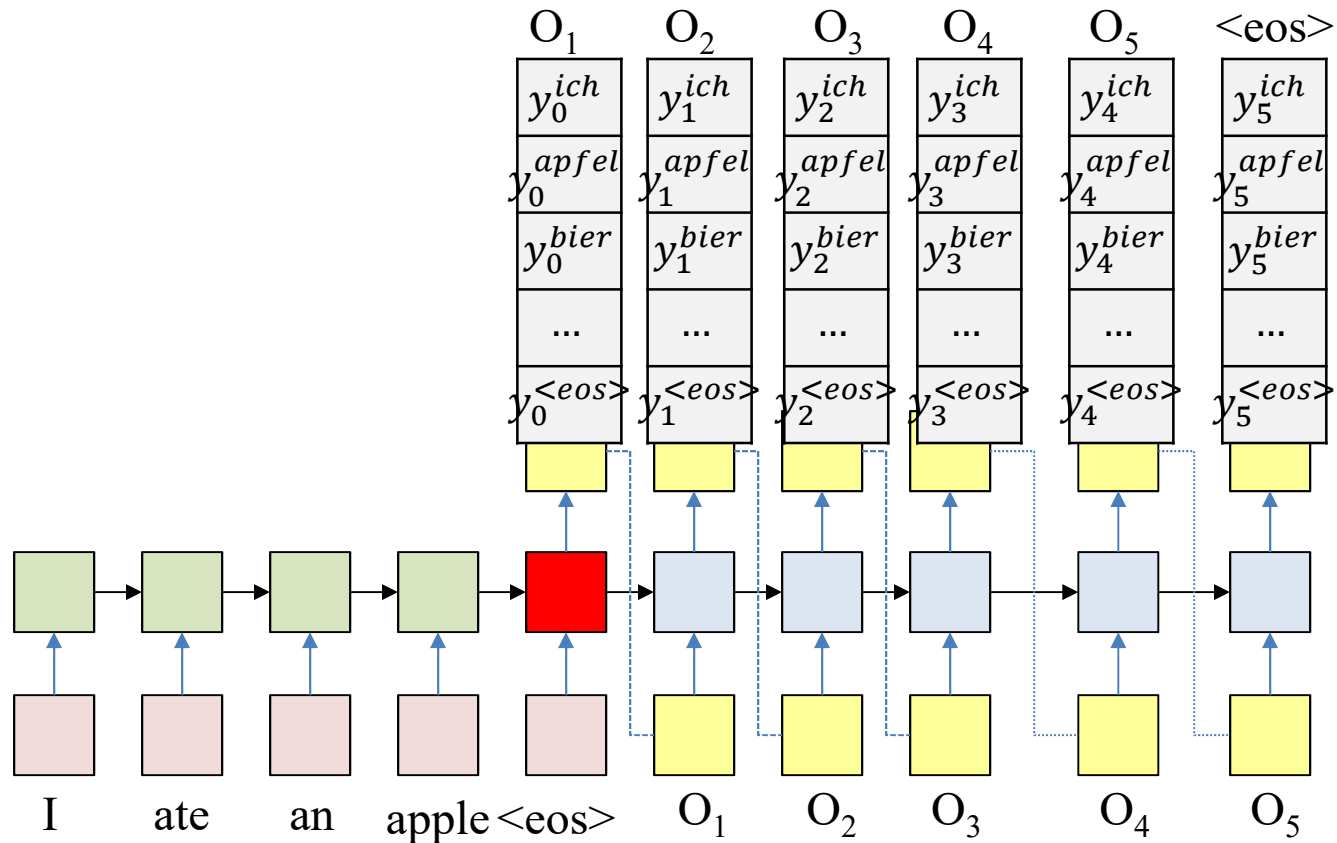 O₁ O₂ O₃ O₄ O₅ <eos>
y₀^{ich} y₁^{ich} y₂^{ich} y₃^{ich} y₄^{ich} y₅^{ich}
y₀^{apfel} y₁^{apfel} y₂^{apfel} y₃^{apfel} y₄^{apfel} y₅^{apfel}
y₀^{bier} y₁^{bier} y₂^{bier} y₃^{bier} y₄^{bier} y₅^{bier}
... ... ... ... ... ...
y₀^{<eos>} y₁^{<eos>} y₂^{<eos>} y₃^{<eos>} y₄^{<eos>} y₅^{<eos>}
I ate an apple <eos> O₁ O₂ O₃ O₄ O₅